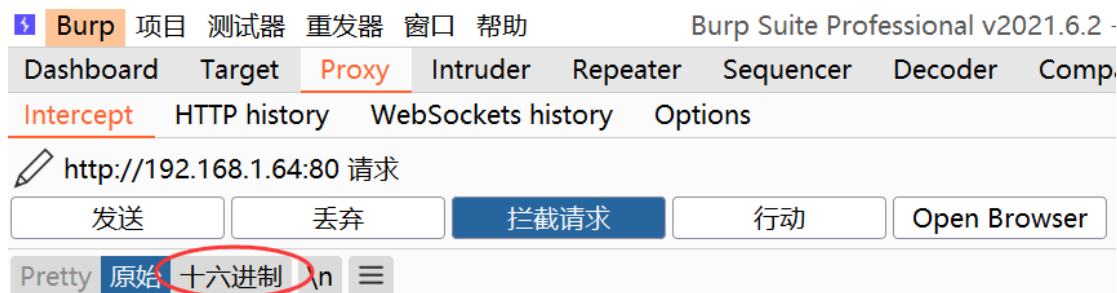 Burp 项目 测试器 重发器 窗口 帮助 Burp Suite Professional v2021.6.2 -
Dashboard Target Proxy Intruder Repeater Sequencer Decoder Compa
Intercept HTTP history WebSockets history Options
http://192.168.1.64:80 请求
发送 丢弃 拦截请求 行动 Open Browser
Pretty 原始 十六进制 \n